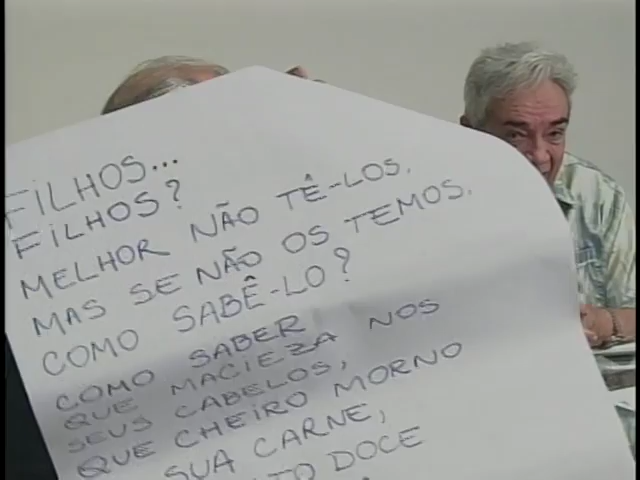 FILHOS...
FILHOS?
MELHOR NÃO TÊ-LOS.
MAS SE NÃO OS TEMOS.
COMO SABÊ-LO?
COMO SABER
QUE MACIEZA NOS
SEUS CABELOS,
QUE CHEIRO MORNO
SUA CARNE,
DOCE